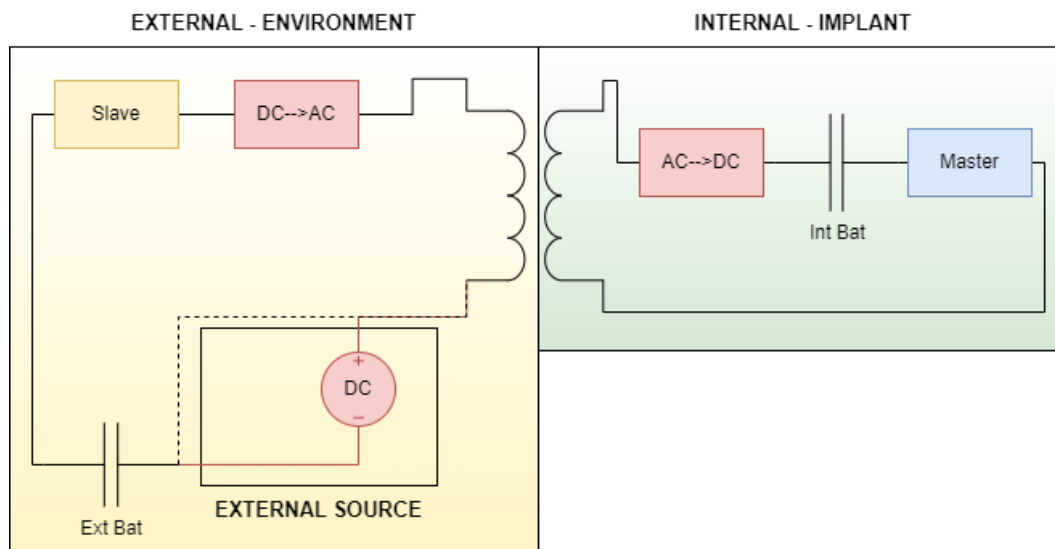 EXTERNAL - ENVIRONMENT
INTERNAL - IMPLANT
Slave
DC-->AC
AC-->DC
Master
Int Bat
+
DC
−
EXTERNAL SOURCE
Ext Bat